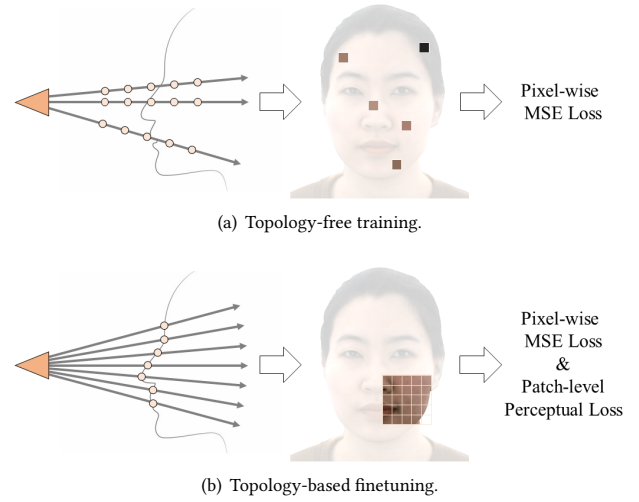 Pixel-wise
MSE Loss
(a) Topology-free training.
Pixel-wise
MSE Loss
&
Patch-level
Perceptual Loss
(b) Topology-based finetuning.